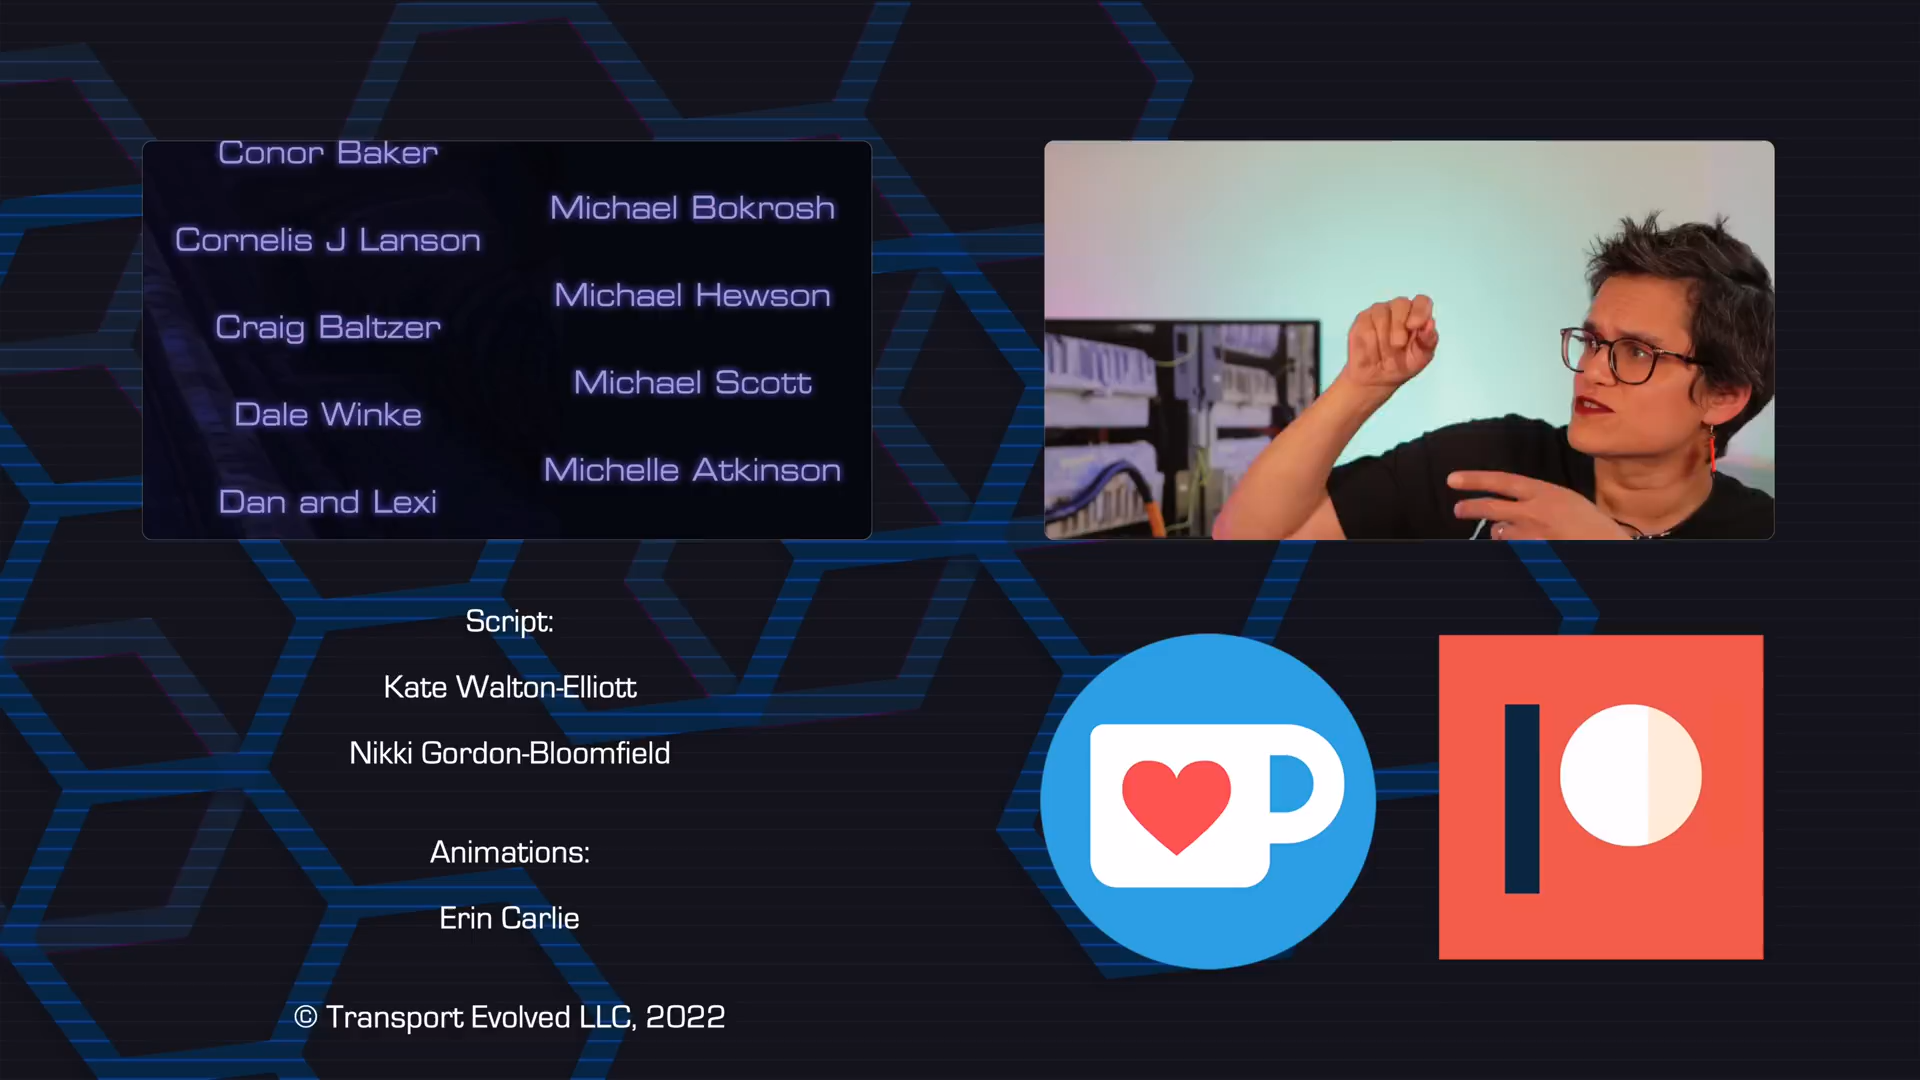 Conor Baker
Cornelis J Lanson
Craig Baltzer
Dale Winke
Dan and Lexi
Michael Bokrosh
Michael Hewson
Michael Scott
Michelle Atkinson
Script:
Kate Walton-Elliott
Nikki Gordon-Bloomfield
Animations:
Erin Carlie
© Transport Evolved LLC, 2022